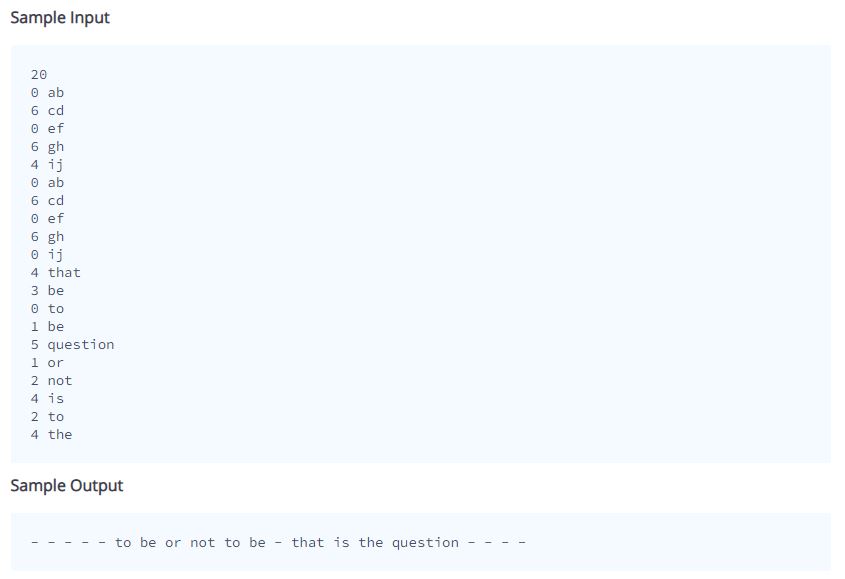 Sample Input
20
0 ab
6 cd
0 ef
6 gh
4 ij
0 ab
6 cd
0 ef
6 gh
0 ij
4 that
3 be
0 to
1 be
5 question
1 or
2 not
4 is
2 to
4 the
Sample Output
- - - - - to be or not to be - that is the question - - - -